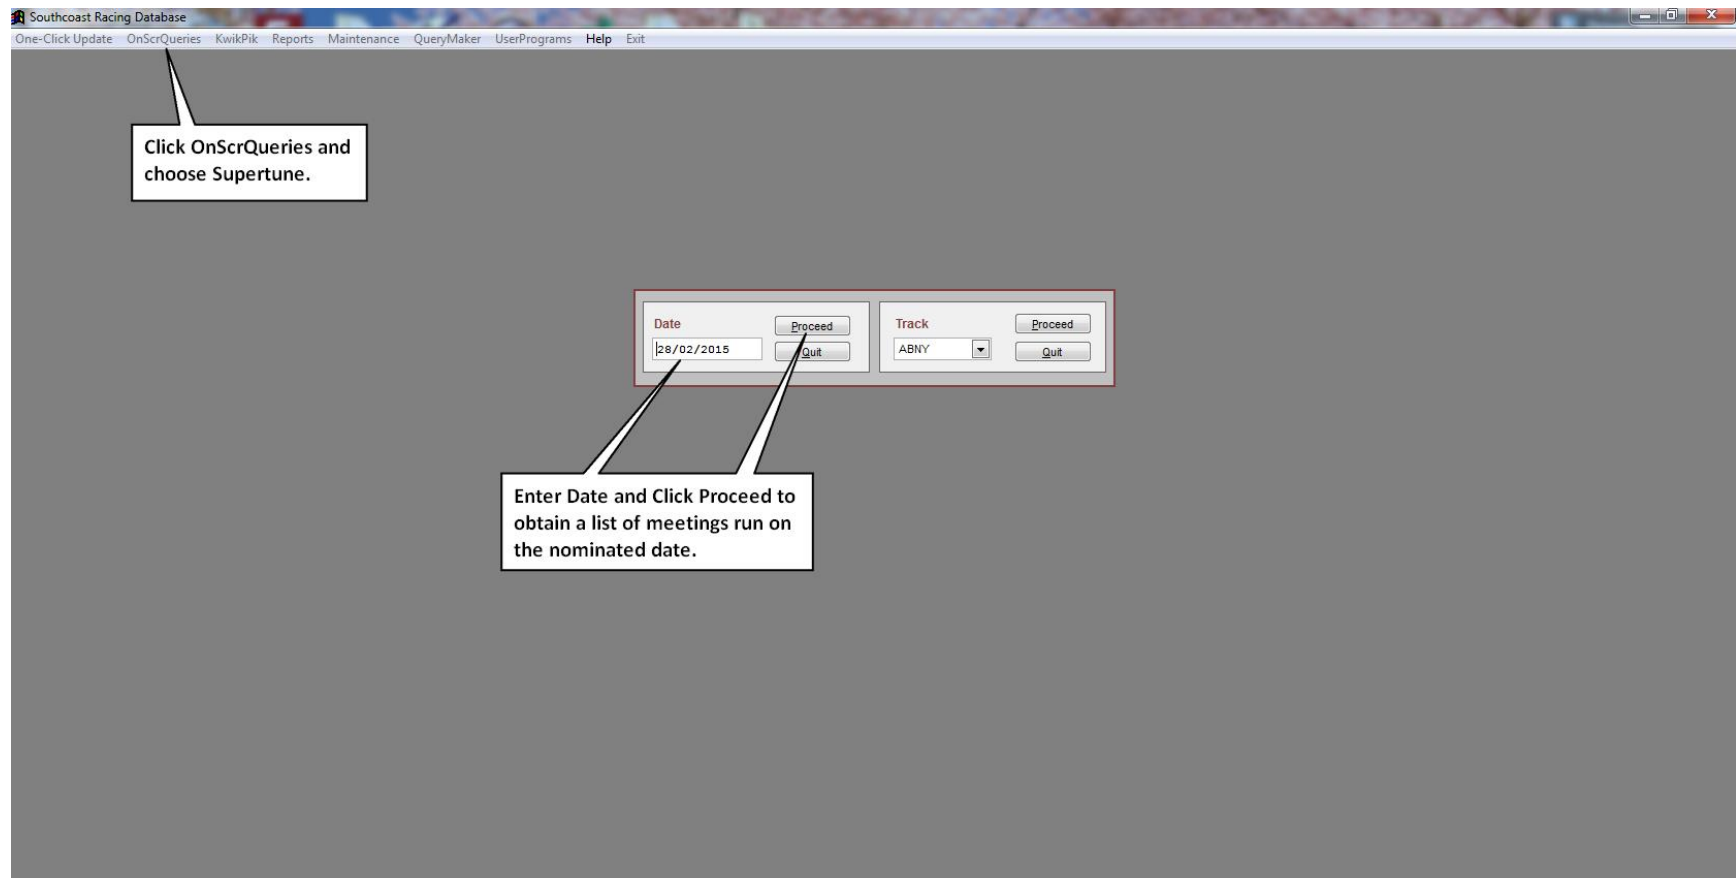 Southcoast Racing Database
One-Click Update OnScrQueries KwikPik Reports Maintenance QueryMaker UserPrograms Help Exit
Click OnScrQueries and
choose Supertune.
Date Proceed
28/02/2015 Quit
Track Proceed
ABNY Quit
Enter Date and Click Proceed to
obtain a list of meetings run on
the nominated date.